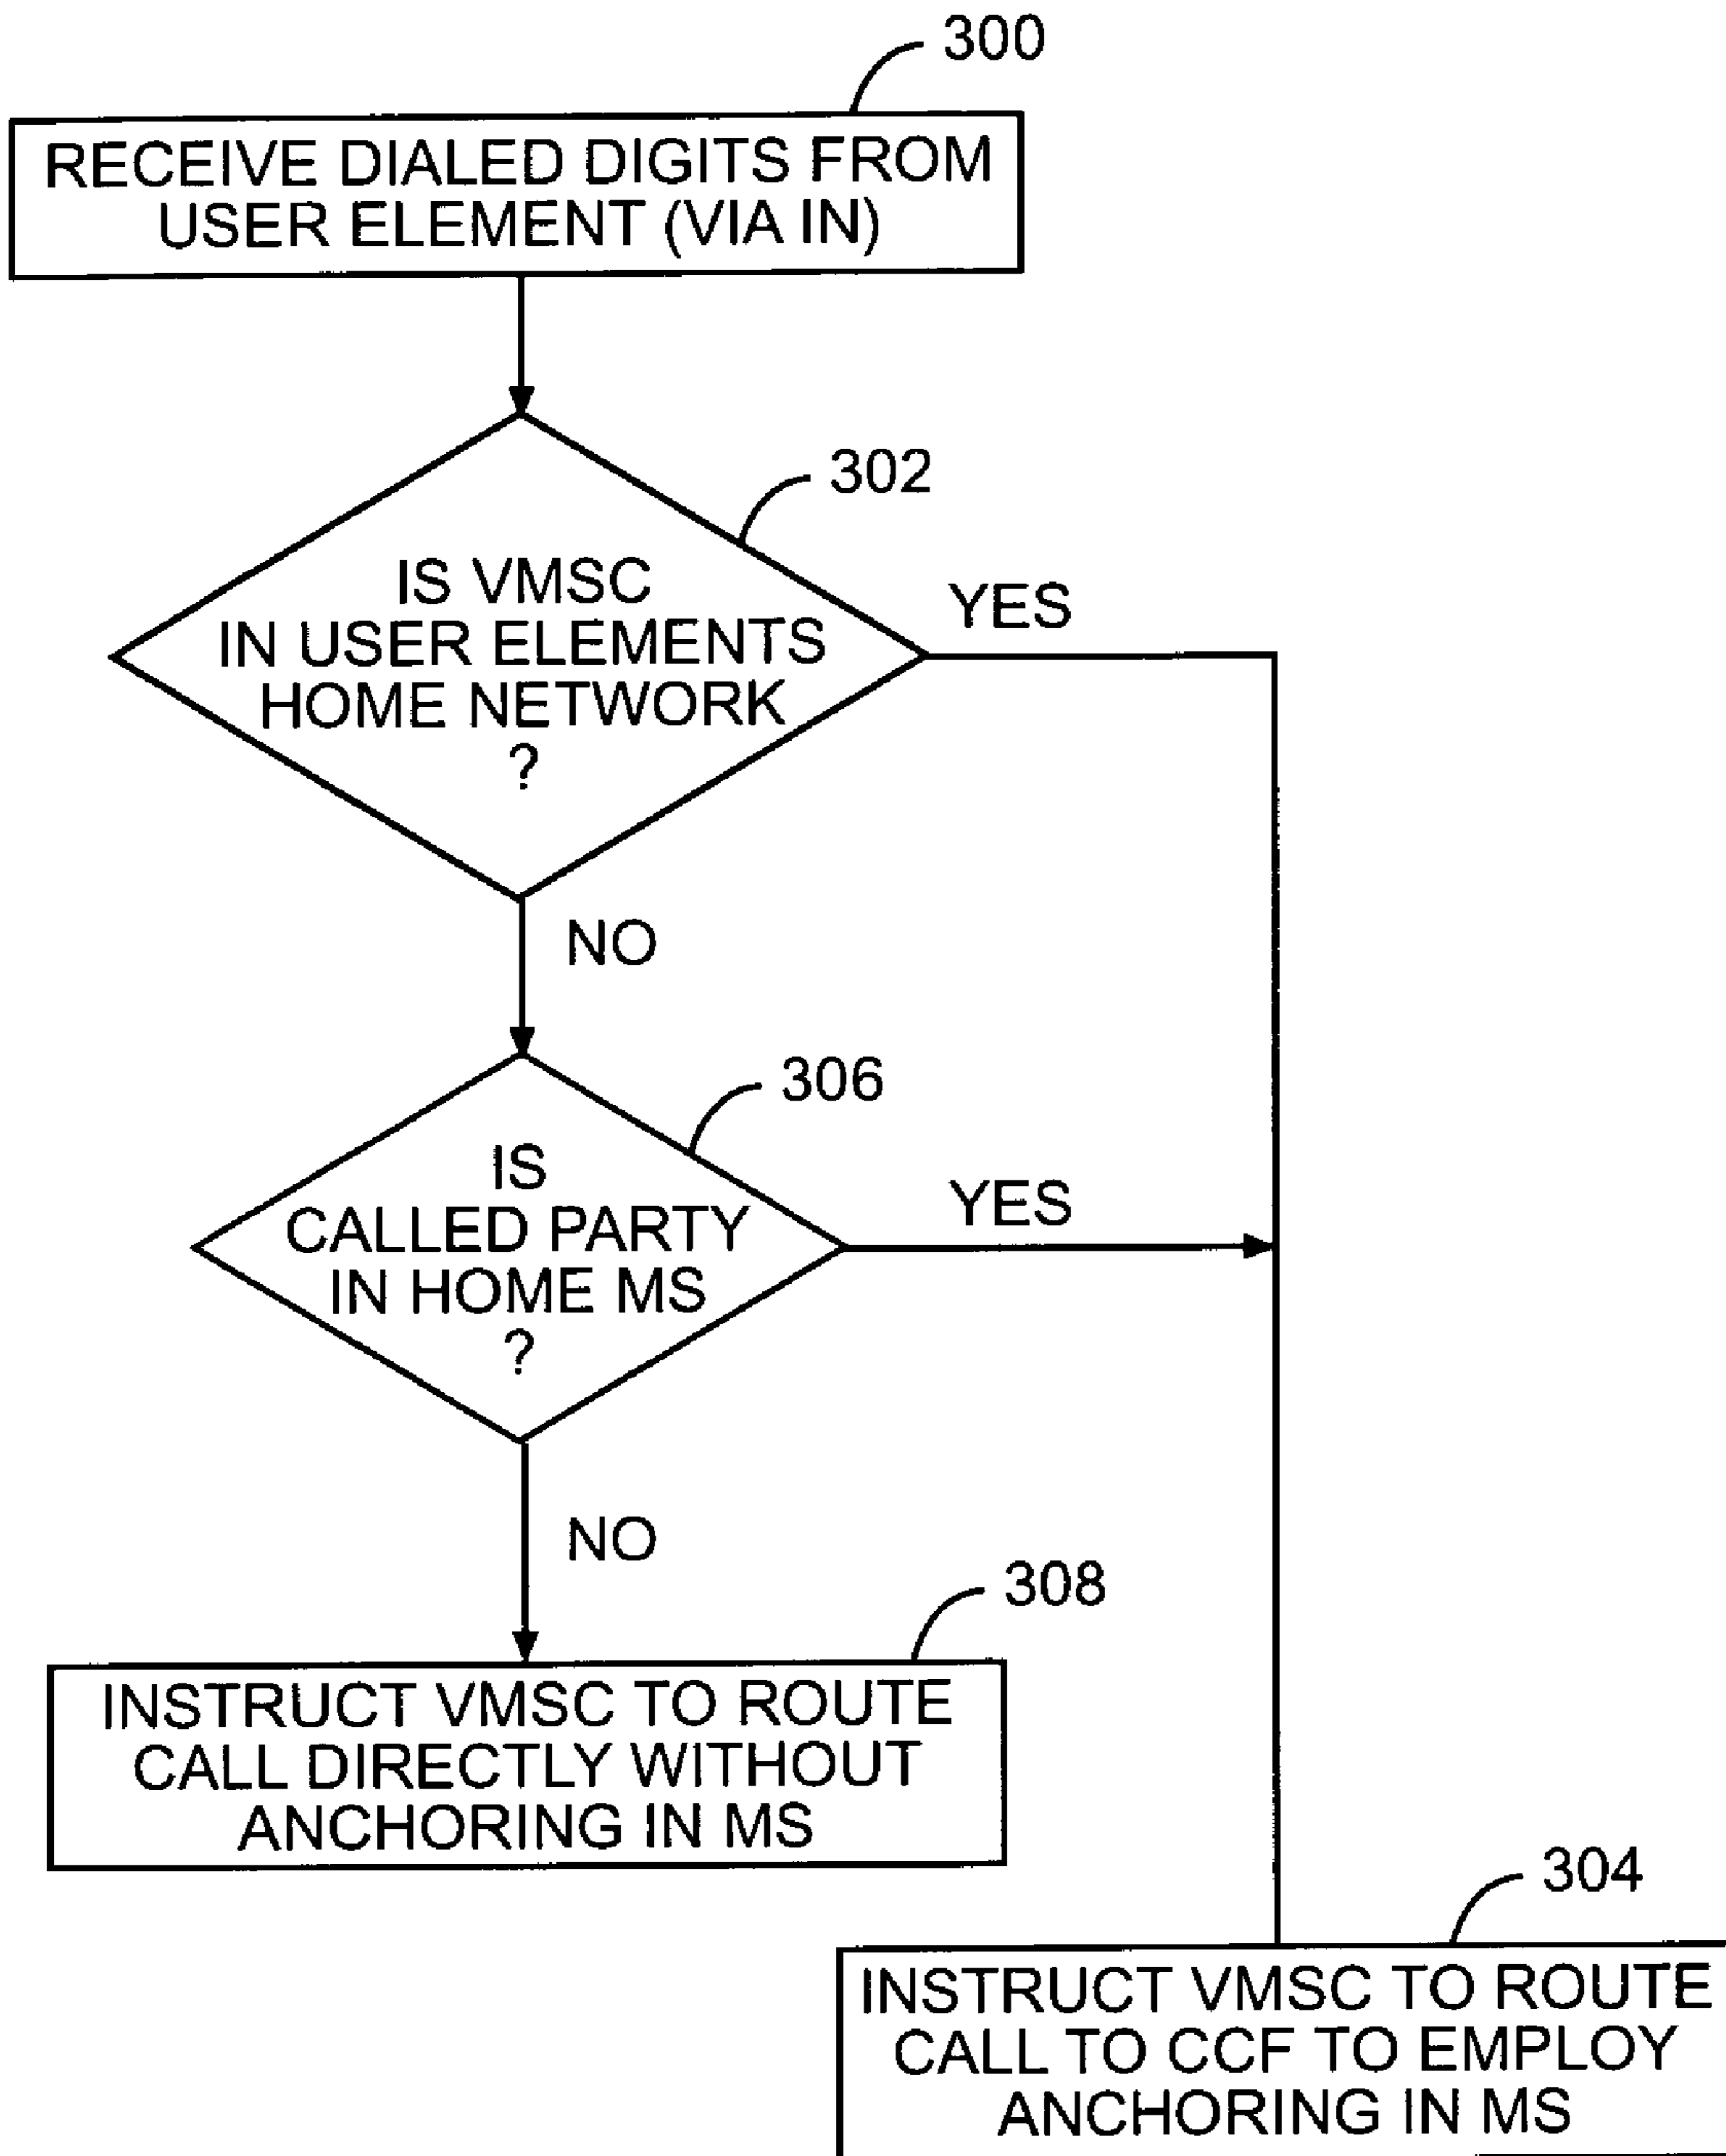 300
RECEIVE DIALED DIGITS FROM
USER ELEMENT (VIA IN)
302
IS VMSC
IN USER ELEMENTS
HOME NETWORK
?
YES
NO
306
IS
CALLED PARTY
IN HOME MS
?
YES
NO
308
INSTRUCT VMSC TO ROUTE
CALL DIRECTLY WITHOUT
ANCHORING IN MS
304
INSTRUCT VMSC TO ROUTE
CALL TO CCF TO EMPLOY
ANCHORING IN MS